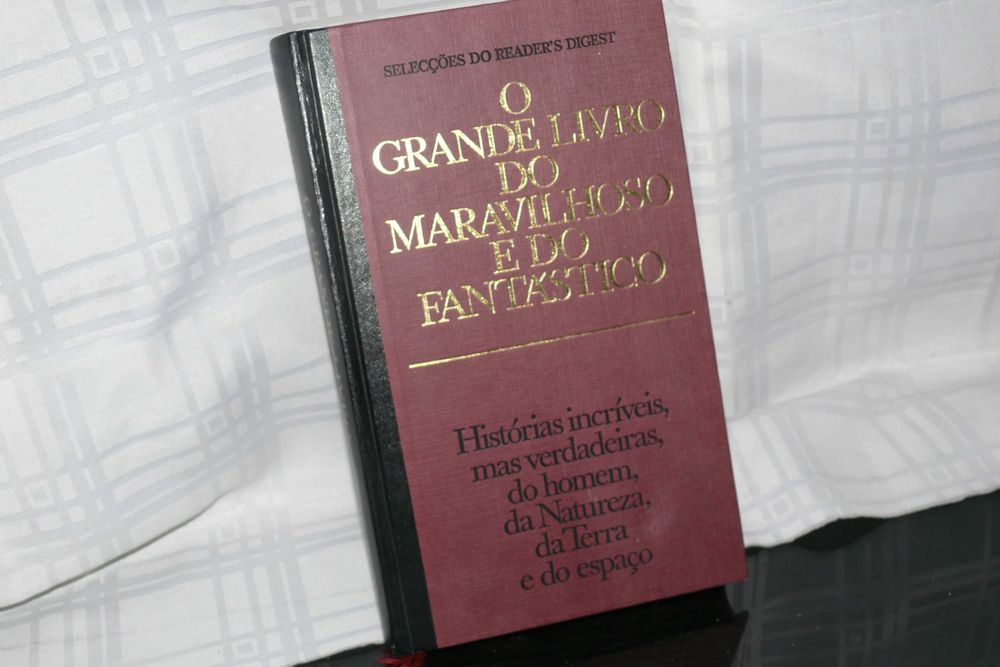 SELECÇÕES DO READER'S DIGEST
O
GRANDE LIVRO
DO
MARAVILHOSO
E DO
FANTÁSTICO
Histórias incríveis,
mas verdadeiras,
do homem,
da Natureza,
da Terra
e do espaço